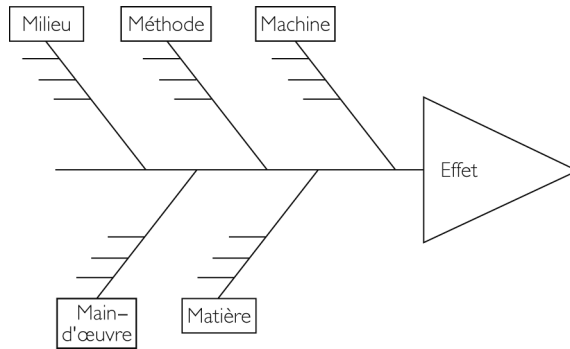 Milieu
Méthode
Machine
Effet
Main-
d'œuvre
Matière